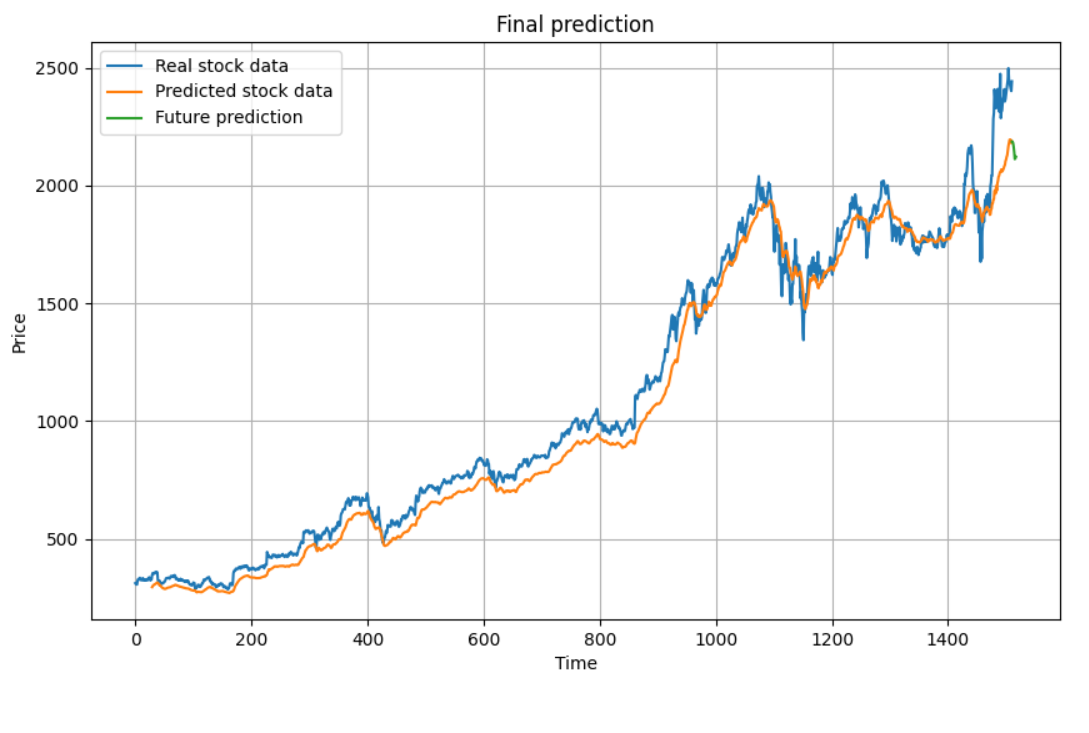 Final prediction
Real stock data
Predicted stock data
Future prediction
2500
2000
1500
1000
500
Price
0 200 400 600 800 1000 1200 1400
Time